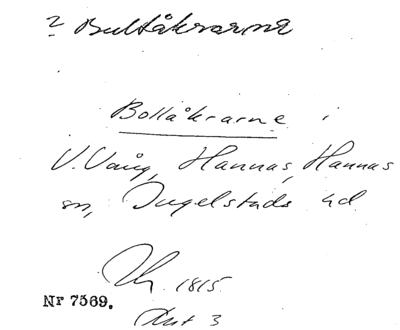 ? Bultåkrarna
Bollåkrarne i
V. Vång, Hannas, Hannas
sn, Ingelstads hd.
1815.
Nr 7569.
Akt 3